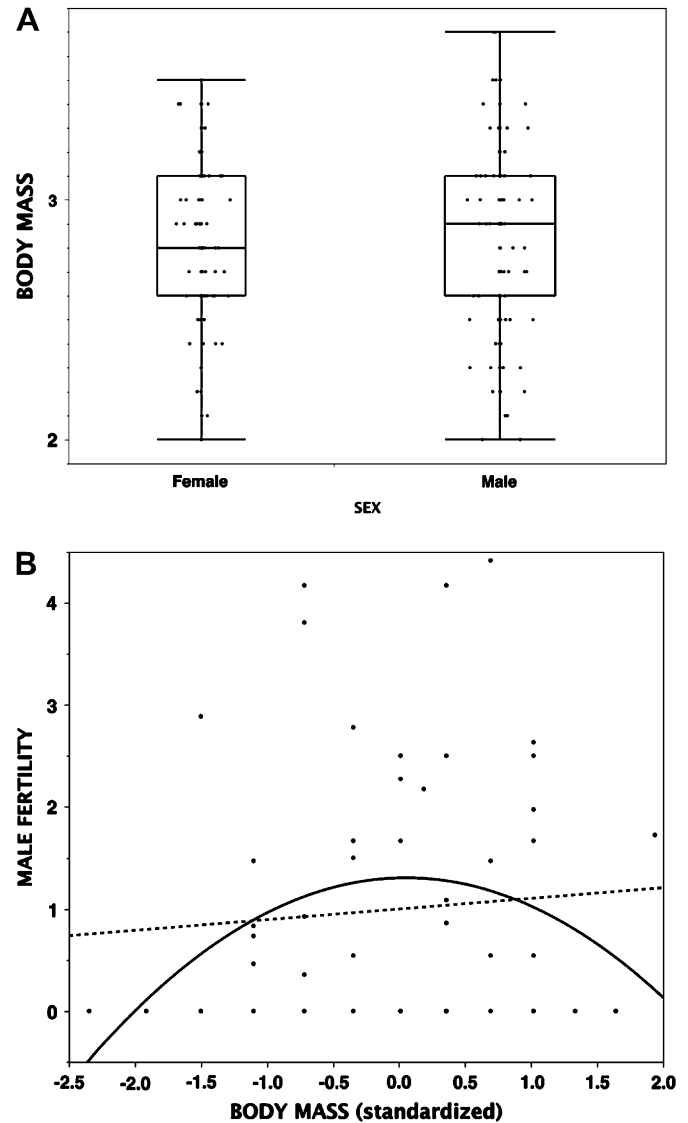 A
BODY MASS
3
2
Female Male
SEX
B
MALE FERTILITY
4
3
2
1
0
-2.5 -2.0 -1.5 -1.0 -0.5 0.0 0.5 1.0 1.5 2.0
BODY MASS (standardized)